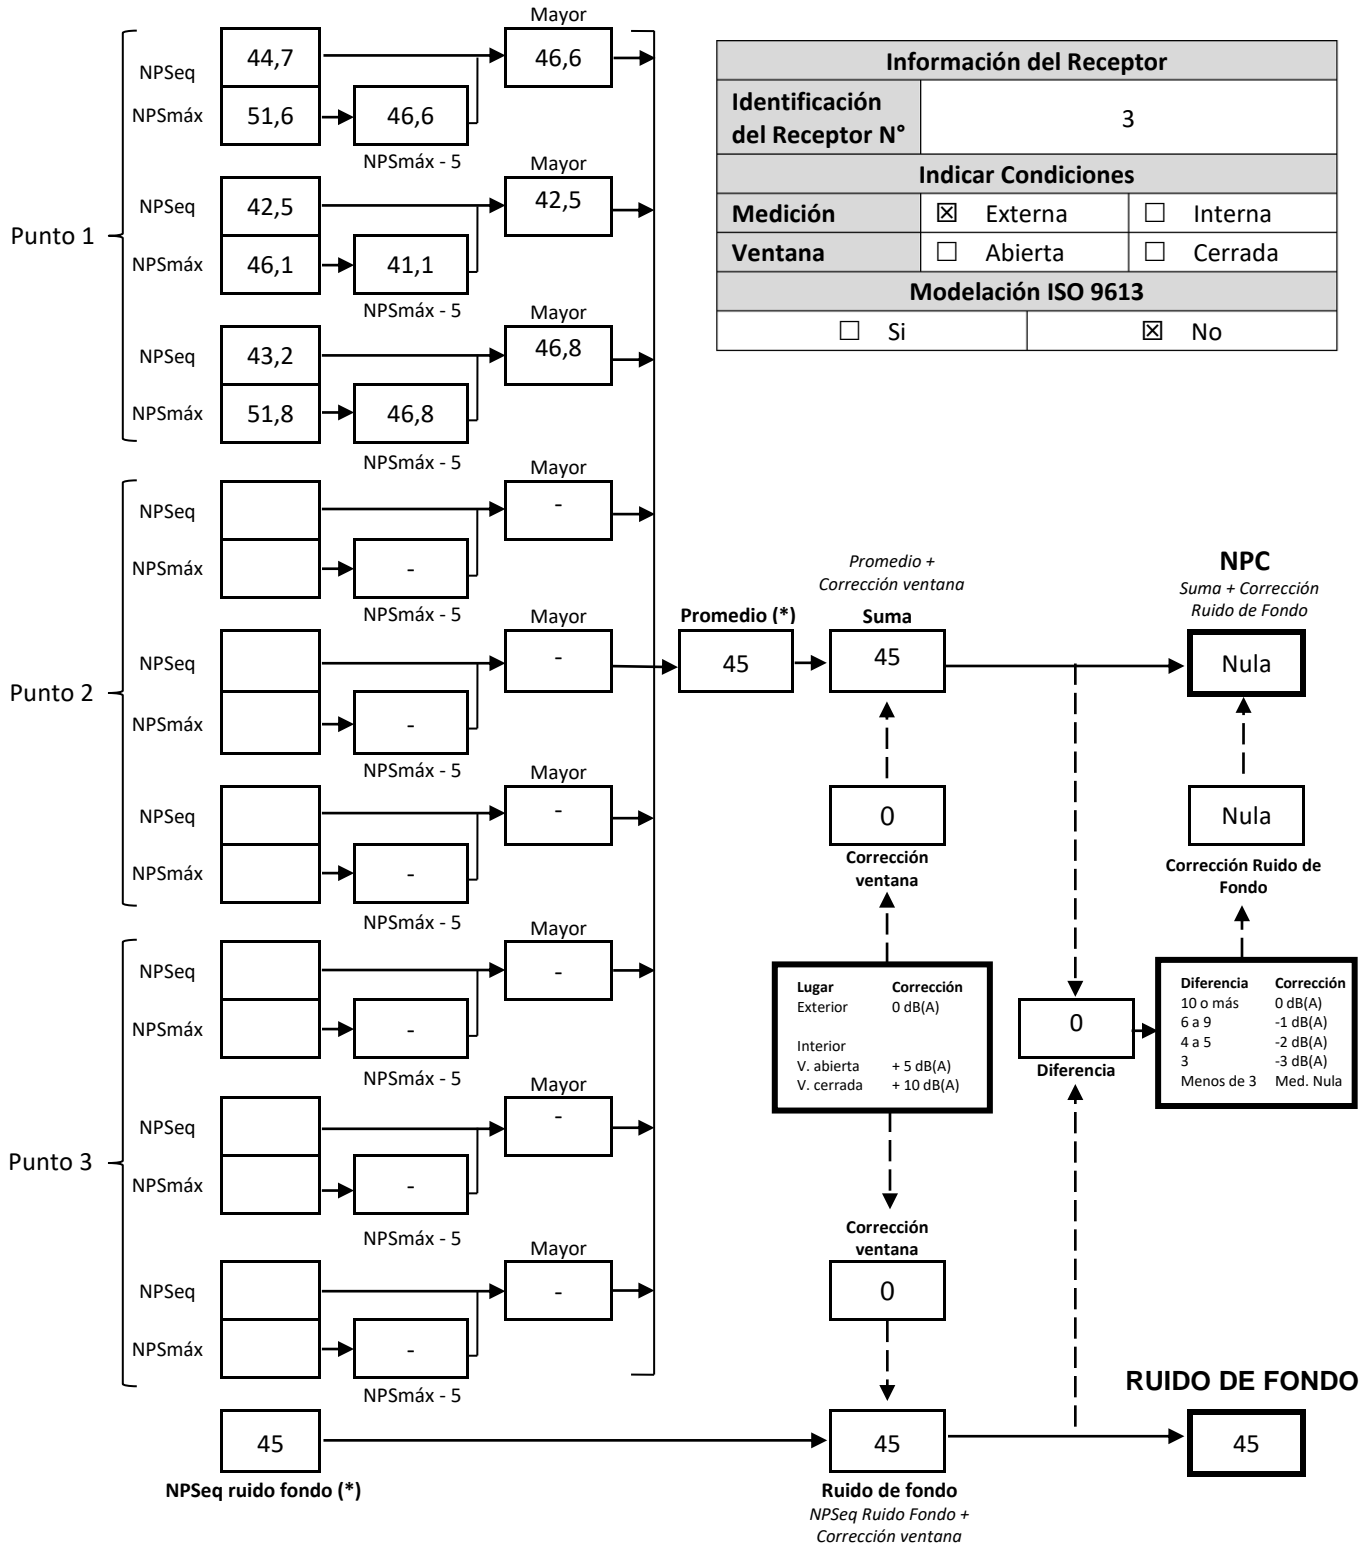 Información del Receptor
Identificación del Receptor N°
3
Indicar Condiciones
Medición ☒ Externa ☐ Interna
Ventana ☐ Abierta ☐ Cerrada
Modelación ISO 9613
☐ Si ☒ No
Punto 1
Mayor
NPSeq 44,7 46,6
NPSmáx 51,6 46,6
NPSmáx - 5
Mayor
NPSeq 42,5 42,5
NPSmáx 46,1 41,1
NPSmáx - 5
Mayor
NPSeq 43,2 46,8
NPSmáx 51,8 46,8
NPSmáx - 5
Punto 2
Mayor
NPSeq -
NPSmáx -
NPSmáx - 5
Mayor
NPSeq -
NPSmáx -
NPSmáx - 5
Mayor
NPSeq -
NPSmáx -
NPSmáx - 5
Punto 3
Mayor
NPSeq -
NPSmáx -
NPSmáx - 5
Mayor
NPSeq -
NPSmáx -
NPSmáx - 5
Mayor
NPSeq -
NPSmáx -
NPSmáx - 5
Promedio (*)
45
Promedio +
Corrección ventana
Suma
45
0
Corrección
ventana
Lugar Corrección
Exterior 0 dB(A)
Interior
V. abierta + 5 dB(A)
V. cerrada + 10 dB(A)
Corrección
ventana
0
NPC
Suma + Corrección
Ruido de Fondo
Nula
Nula
Corrección Ruido de
Fondo
0
Diferencia
Diferencia Corrección
10 o más 0 dB(A)
6 a 9 -1 dB(A)
4 a 5 -2 dB(A)
3 -3 dB(A)
Menos de 3 Med. Nula
45
NPSeq ruido fondo (*)
45
Ruido de fondo
NPSeq Ruido Fondo +
Corrección ventana
RUIDO DE FONDO
45